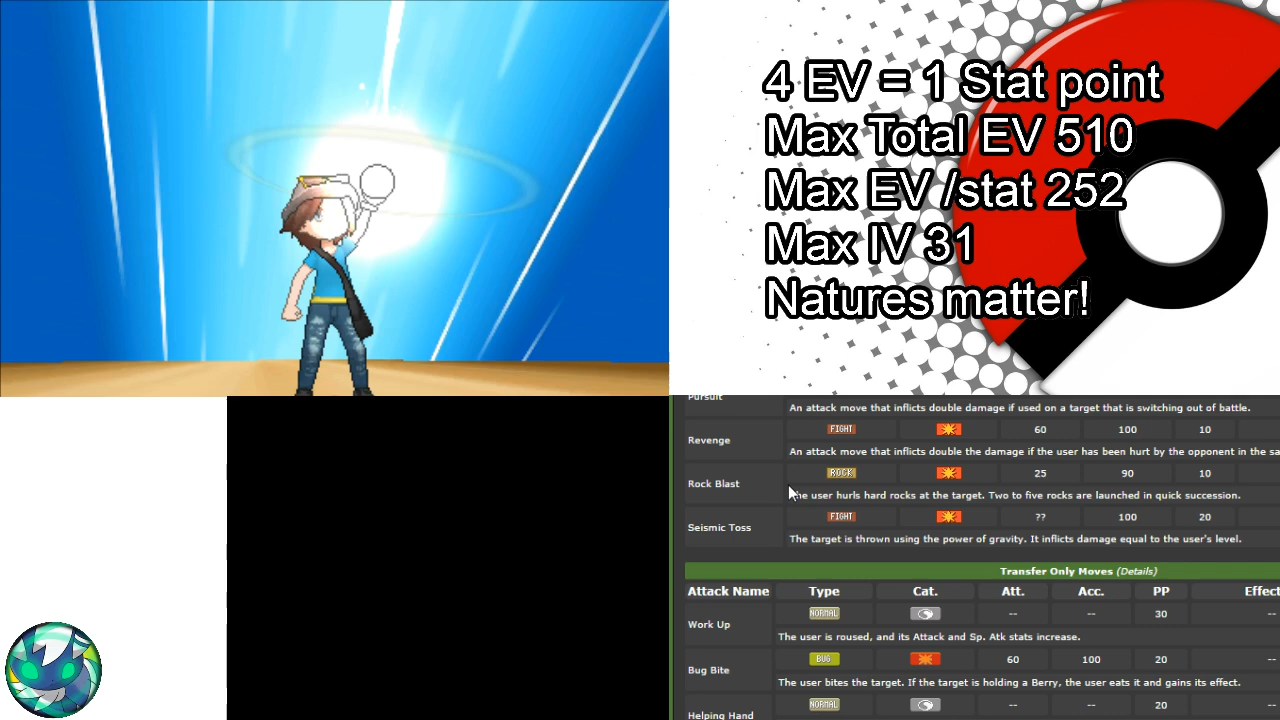 4 EV = 1 Stat point
Max Total EV 510
Max EV /stat 252
Max IV 31
Natures matter!
Pursuit
An attack move that inflicts double damage if used on a target that is switching out of battle.
Revenge
FIGHT 60 100 10
An attack move that inflicts double the damage if the user has been hurt by the opponent in the sa
Rock Blast
ROCK 25 90 10
The user hurls hard rocks at the target. Two to five rocks are launched in quick succession.
Seismic Toss
FIGHT ?? 100 20
The target is thrown using the power of gravity. It inflicts damage equal to the user's level.
Transfer Only Moves (Details)
Attack Name Type Cat. Att. Acc. PP Effect
Work Up
NORMAL -- -- 30 --
The user is roused, and its Attack and Sp. Atk stats increase.
Bug Bite
BUG 60 100 20 --
The user bites the target. If the target is holding a Berry, the user eats it and gains its effect.
Helping Hand
NORMAL -- -- 20 --